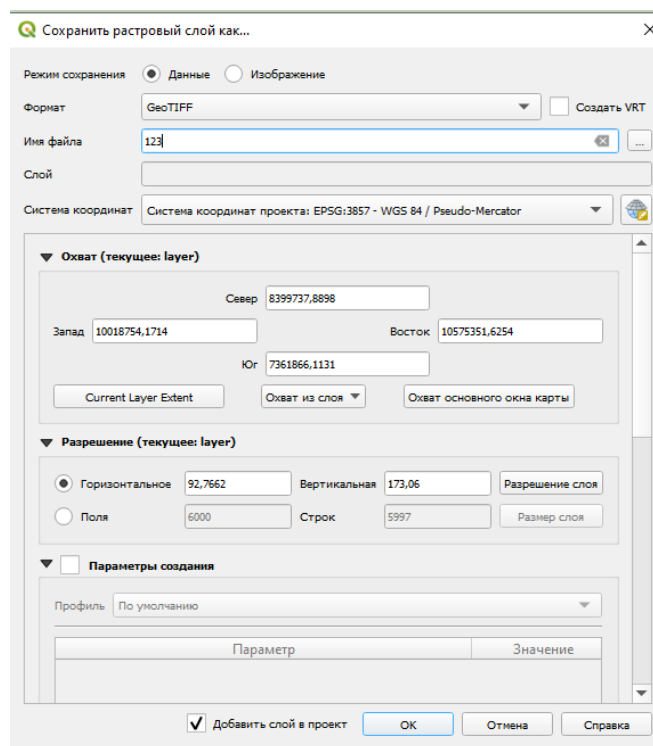 Сохранить растровый слой как...
Режим сохранения Данные Изображение
Формат GeoTIFF Создать VRT
Имя файла 123 ...
Слой
Система координат Система координат проекта: EPSG:3857 - WGS 84 / Pseudo-Mercator
Охват (текущее: layer)
Север 8399737,8898
Запад 10018754,1714 Восток 10575351,6254
Юг 7361866,1131
Current Layer Extent Охват из слоя Охват основного окна карты
Разрешение (текущее: layer)
Горизонтальное 92,7662 Вертикальная 173,06 Разрешение слоя
Поля 6000 Строк 5997 Размер слоя
Параметры создания
Профиль По умолчанию
Параметр Значение
Добавить слой в проект OK Отмена Справка